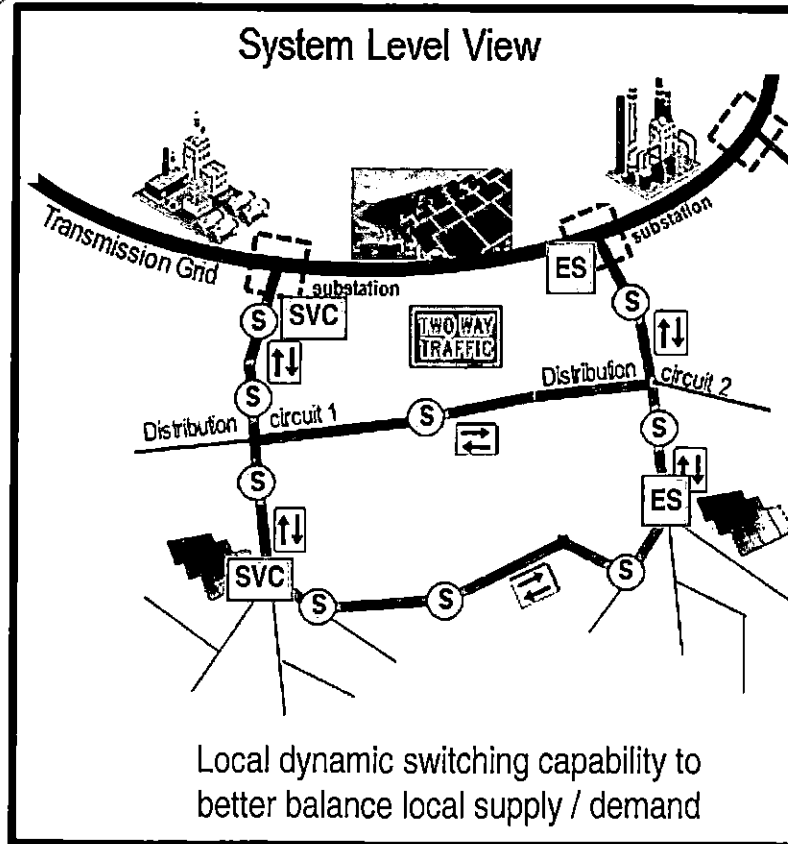 System Level View
Transmission Grid
substation
substation
ES
S
SVC
S
TWO WAY
TRAFFIC
S
Distribution
circuit 2
Distribution
circuit 1
S
S
S
ES
SVC
S
S
S
Local dynamic switching capability to
better balance local supply / demand